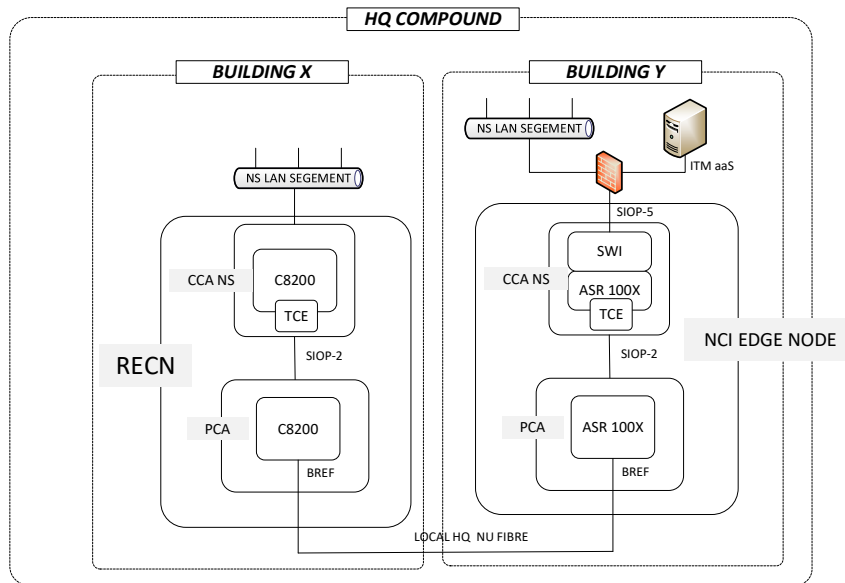 HQ COMPOUND
BUILDING X
BUILDING Y
NS LAN SEGEMENT
NS LAN SEGEMENT
ITM aaS
SIOP-5
CCA NS
C8200
TCE
CCA NS
SWI
ASR 100X
TCE
RECN
SIOP-2
SIOP-2
NCI EDGE NODE
PCA
C8200
BREF
PCA
ASR 100X
BREF
LOCAL HQ NU FIBRE